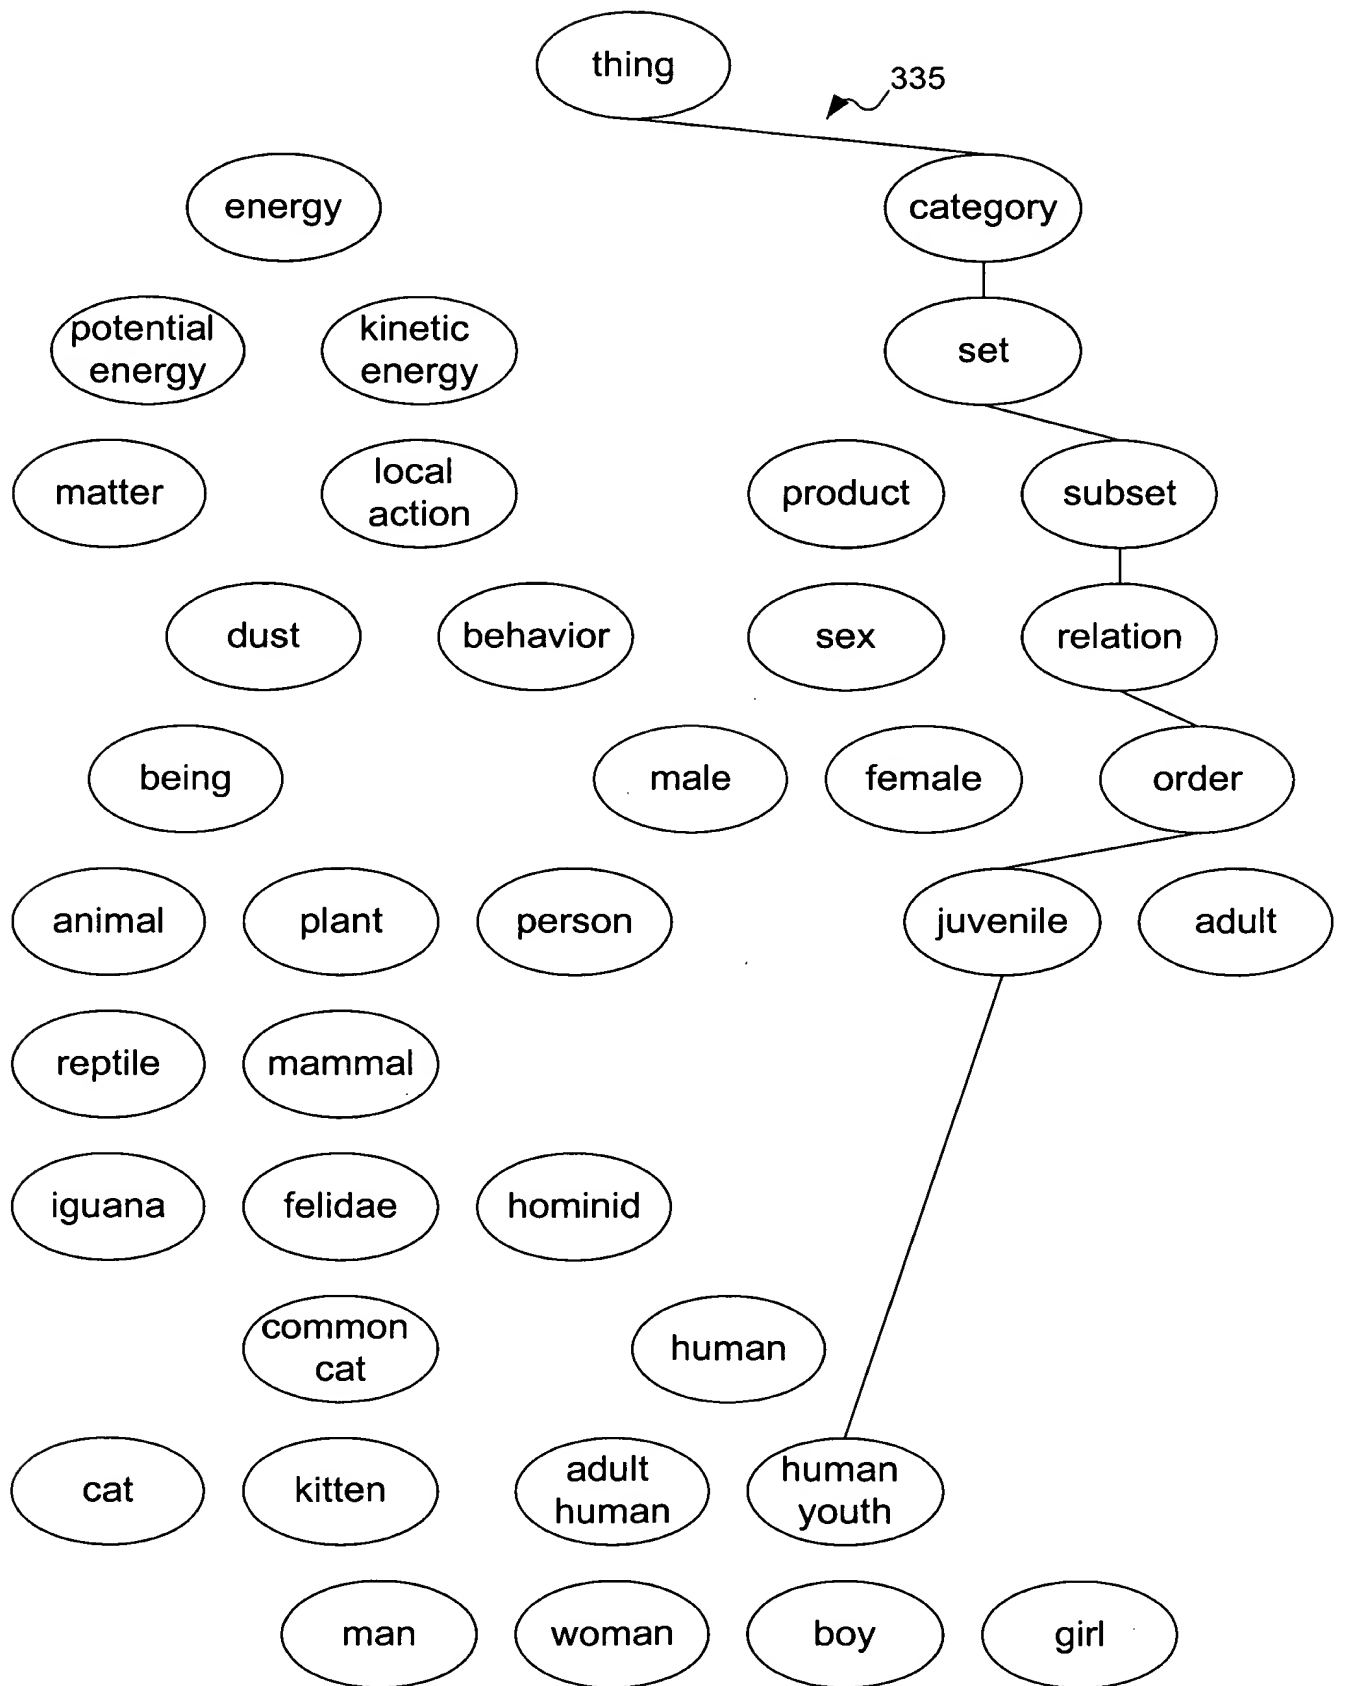 thing
335
energy
category
potential
energy
kinetic
energy
set
matter
local
action
product
subset
dust
behavior
sex
relation
being
male
female
order
animal
plant
person
juvenile
adult
reptile
mammal
iguana
felidae
hominid
common
cat
human
cat
kitten
adult
human
human
youth
man
woman
boy
girl